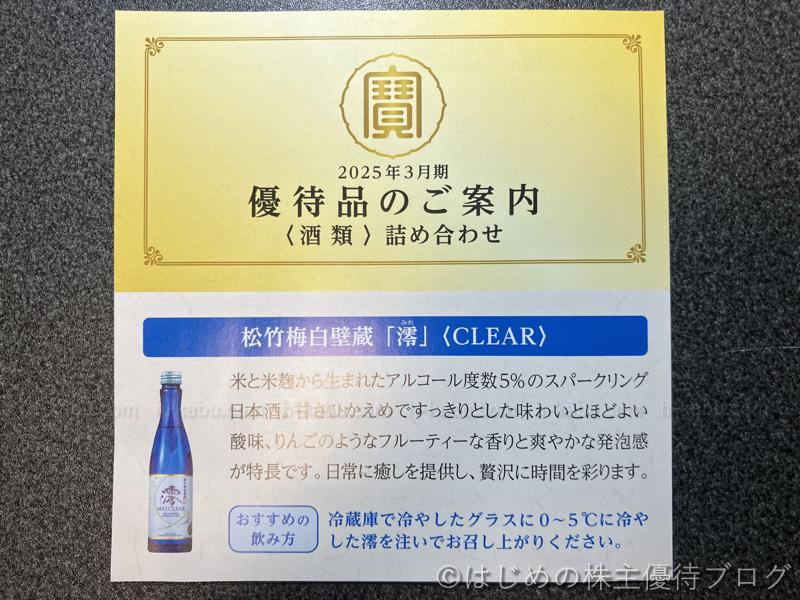 寶
2025年3月期
優待品のご案内
〈酒類〉詰め合わせ
みお
松竹梅白壁蔵「澪」〈CLEAR〉
米と米麹から生まれたアルコール度数5%のスパークリング
日本酒。甘さひかえめですっきりとした味わいとほどよい
酸味、りんごのようなフルーティーな香りと爽やかな発泡感
が特長です。日常に癒しを提供し、贅沢に時間を彩ります。
澪
MIO CLEAR
おすすめの
飲み方
冷蔵庫で冷やしたグラスに0~5℃に冷や
した澪を注いでお召し上がりください。
©はじめの株主優待ブログ